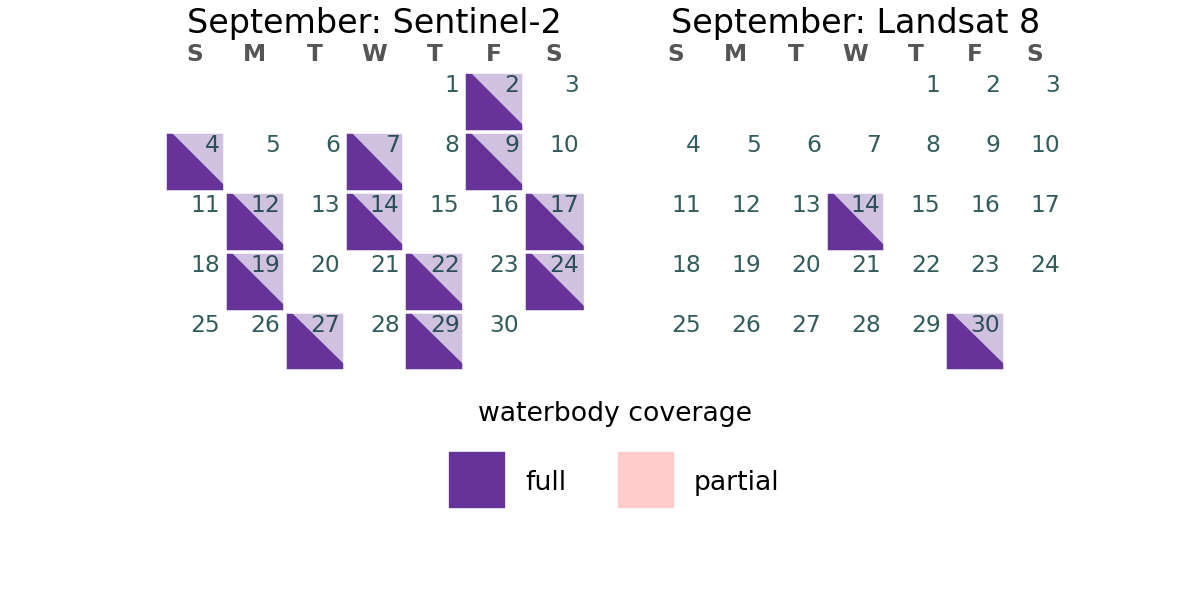 September: Sentinel-2
S M T W T F S
1 2 3
4 5 6 7 8 9 10
11 12 13 14 15 16 17
18 19 20 21 22 23 24
25 26 27 28 29 30
September: Landsat 8
S M T W T F S
1 2 3
4 5 6 7 8 9 10
11 12 13 14 15 16 17
18 19 20 21 22 23 24
25 26 27 28 29 30
waterbody coverage
full partial